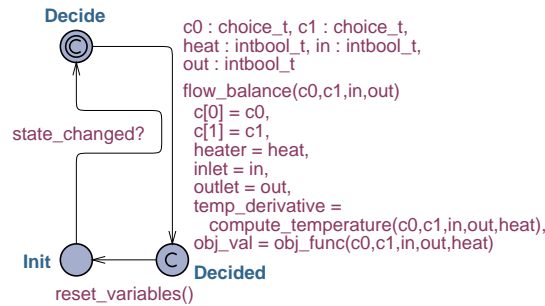 Decide
C
c0 : choice_t, c1 : choice_t,
heat : intbool_t, in : intbool_t,
out : intbool_t
flow_balance(c0,c1,in,out)
c[0] = c0,
c[1] = c1,
heater = heat,
inlet = in,
outlet = out,
temp_derivative =
compute_temperature(c0,c1,in,out,heat),
obj_val = obj_func(c0,c1,in,out,heat)
state_changed?
Init
C
Decided
reset_variables()